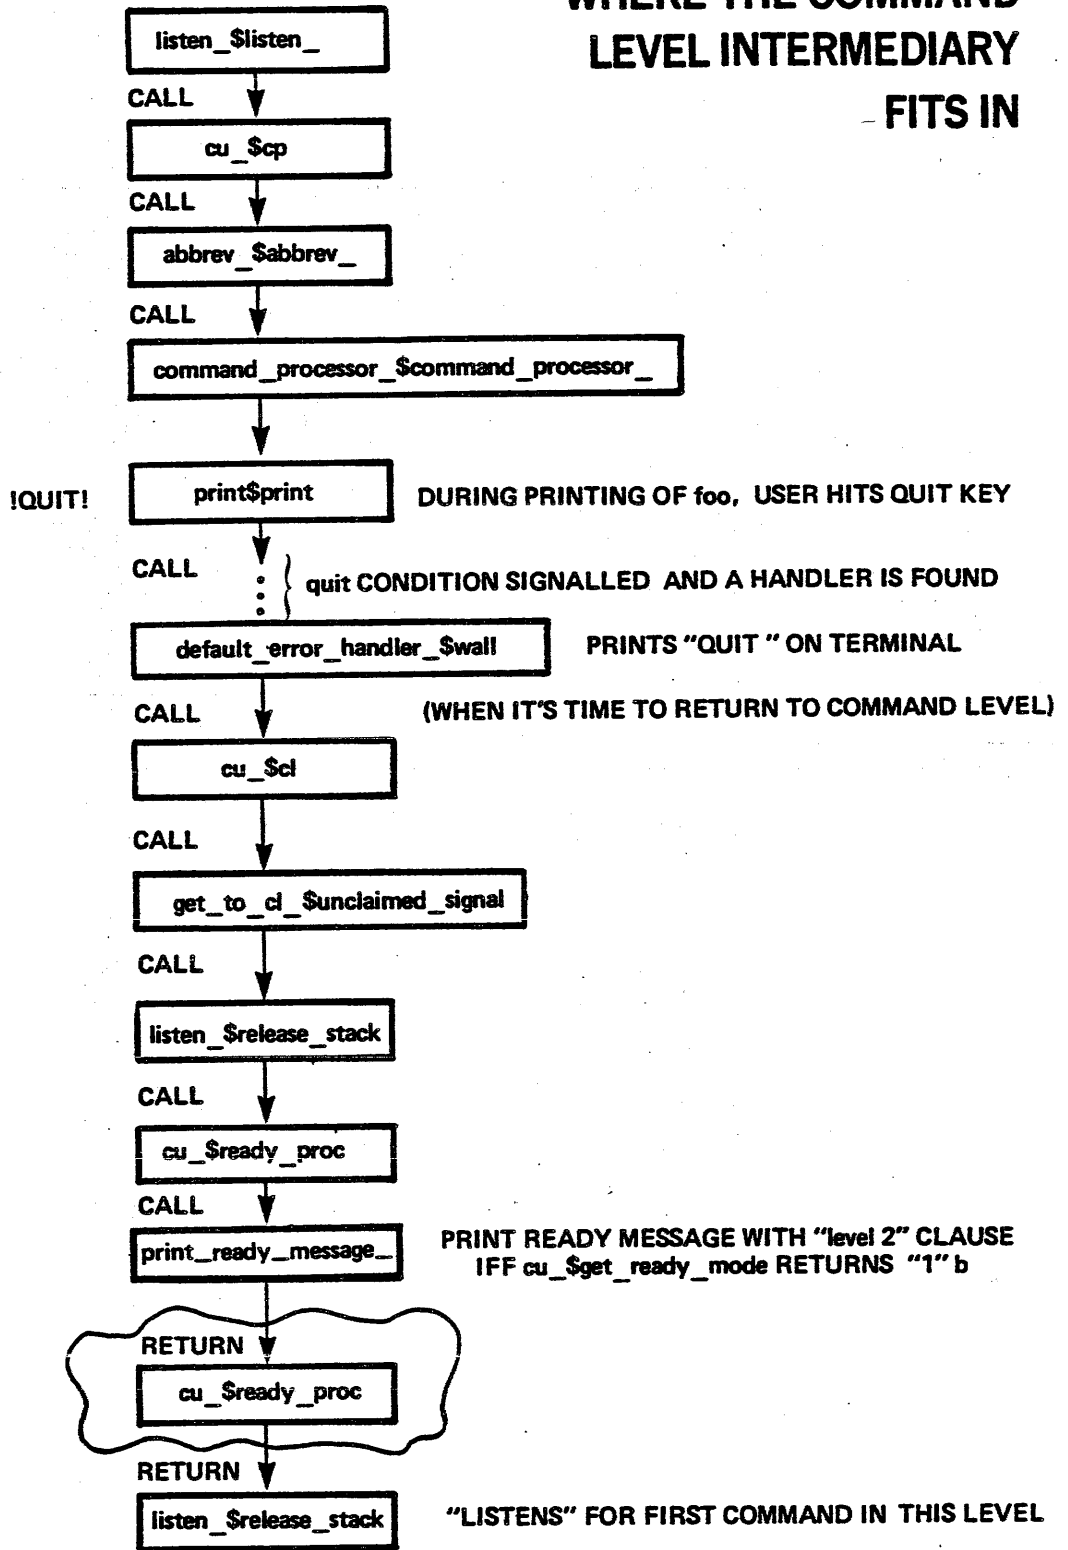 WHERE THE COMMAND
LEVEL INTERMEDIARY
FITS IN
listen_$listen_
CALL
cu_$cp
CALL
abbrev_$abbrev_
CALL
command_processor_$command_processor_
!QUIT!
print$print
DURING PRINTING OF foo, USER HITS QUIT KEY
CALL
quit CONDITION SIGNALLED AND A HANDLER IS FOUND
default_error_handler_$wall
PRINTS "QUIT " ON TERMINAL
CALL
(WHEN IT'S TIME TO RETURN TO COMMAND LEVEL)
cu_$cl
CALL
get_to_cl_$unclaimed_signal
CALL
listen_$release_stack
CALL
cu_$ready_proc
CALL
print_ready_message_
PRINT READY MESSAGE WITH "level 2" CLAUSE
IFF cu_$get_ready_mode RETURNS "1" b
RETURN
cu_$ready_proc
RETURN
listen_$release_stack
"LISTENS" FOR FIRST COMMAND IN THIS LEVEL